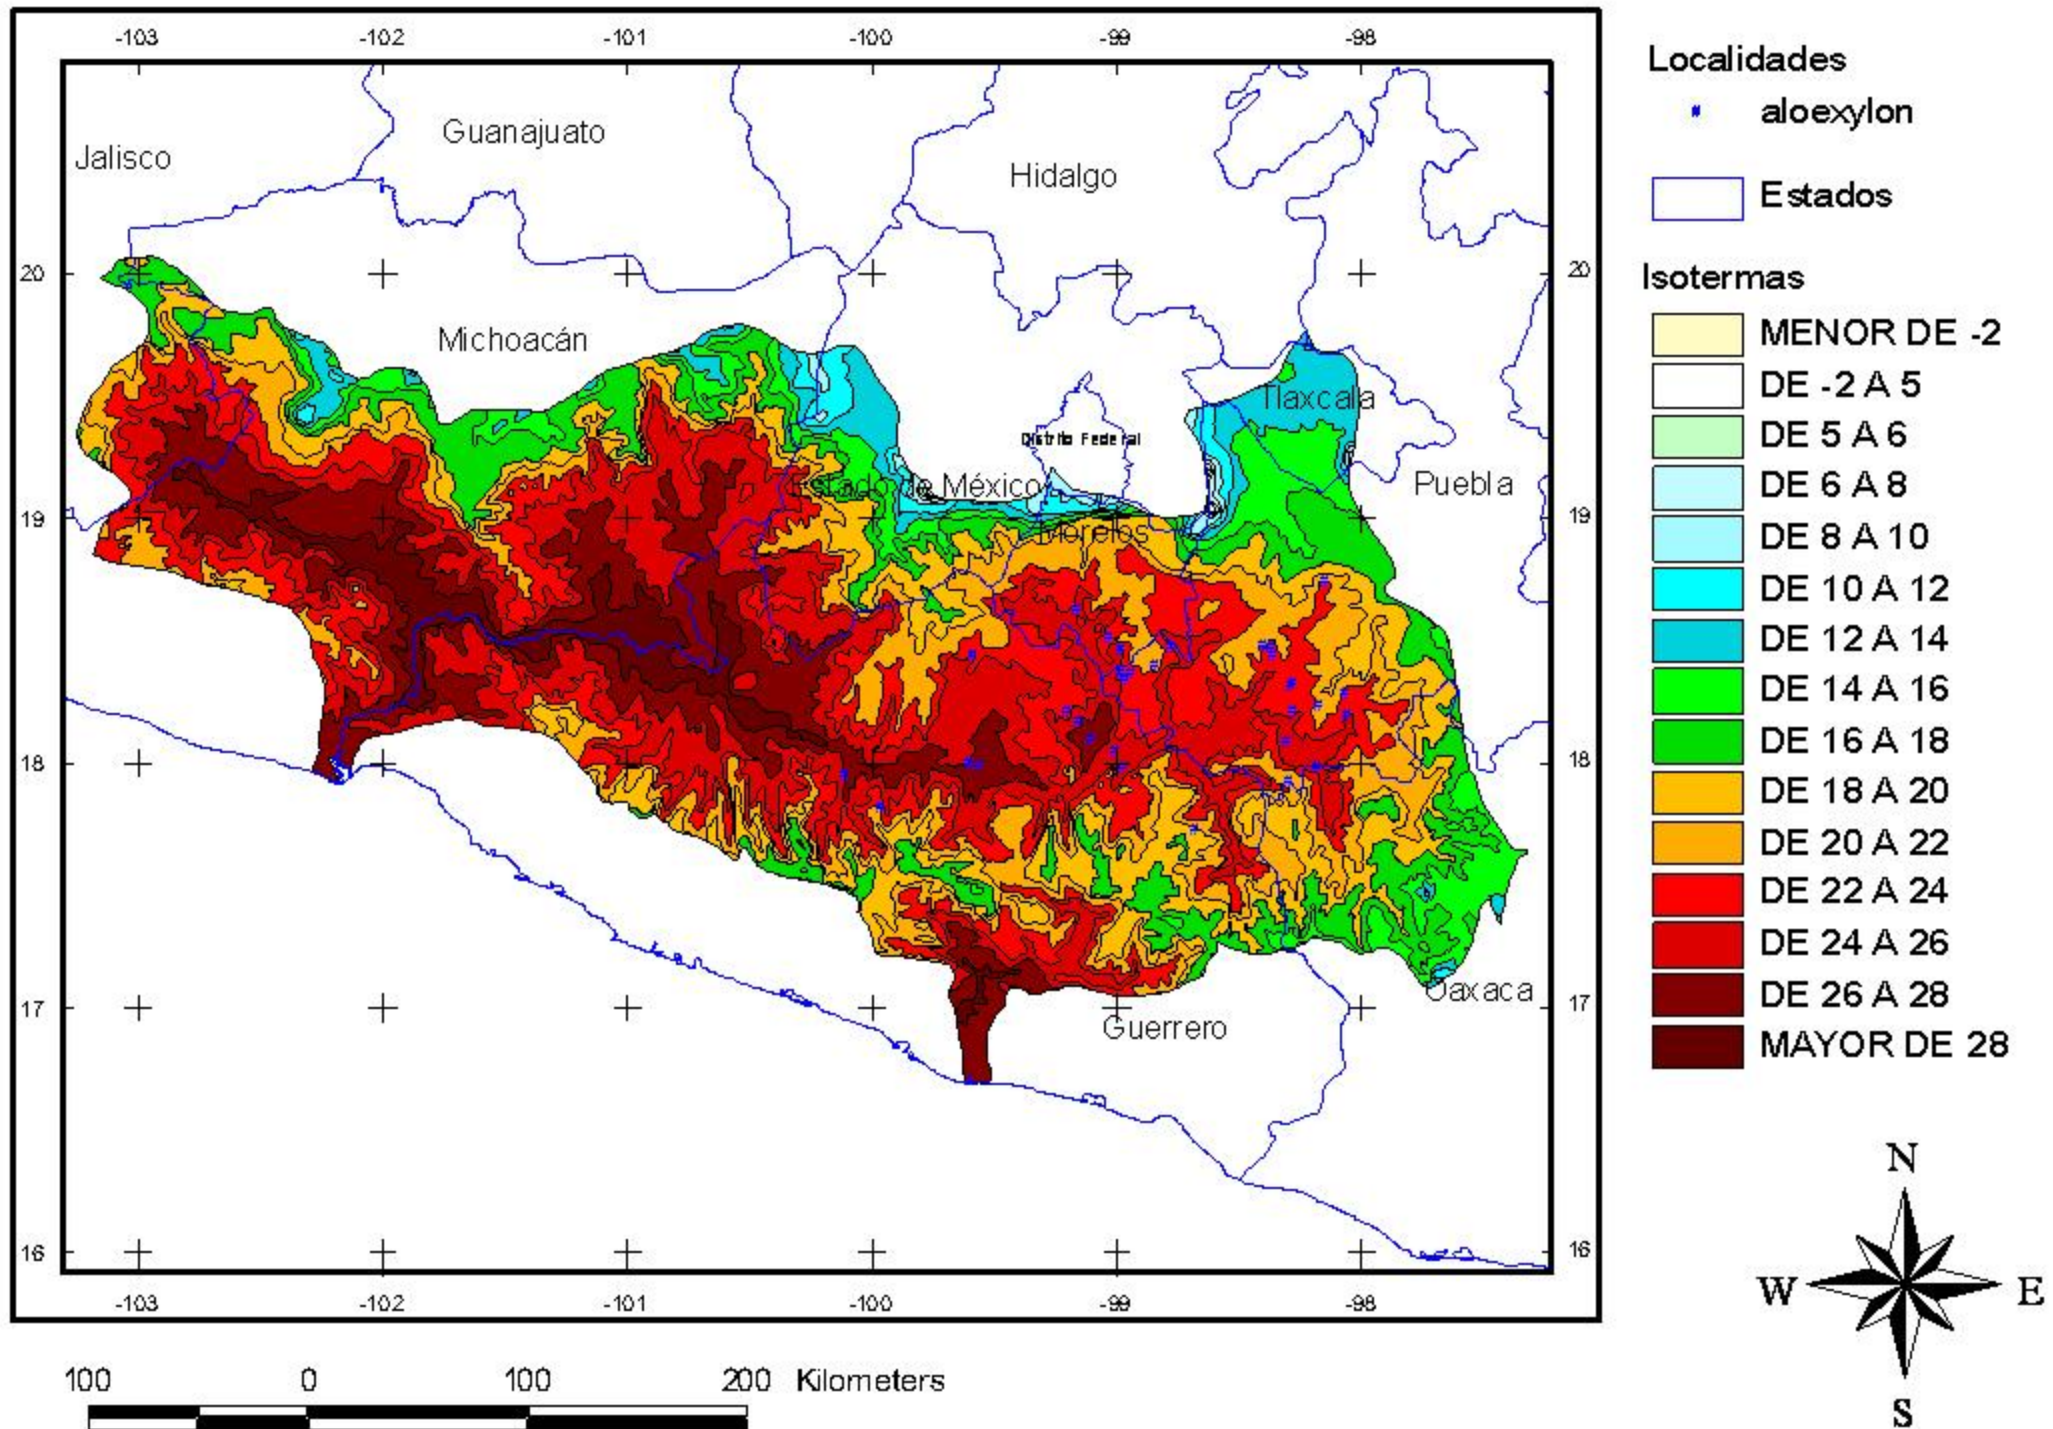 -103 -102 -101 -100 -99 -98
Jalisco
Guanajuato
Hidalgo
20 20
Michoacán
Tlaxcala
Distrito Federal
Estado de México
Puebla
19 19
Morelos
18 18
Oaxaca
17 17
Guerrero
16 16
-103 -102 -101 -100 -99 -98
100 0 100 200 Kilometers
Localidades
aloexylon
Estados
Isotermas
MENOR DE -2
DE -2 A 5
DE 5 A 6
DE 6 A 8
DE 8 A 10
DE 10 A 12
DE 12 A 14
DE 14 A 16
DE 16 A 18
DE 18 A 20
DE 20 A 22
DE 22 A 24
DE 24 A 26
DE 26 A 28
MAYOR DE 28
N
W E
S